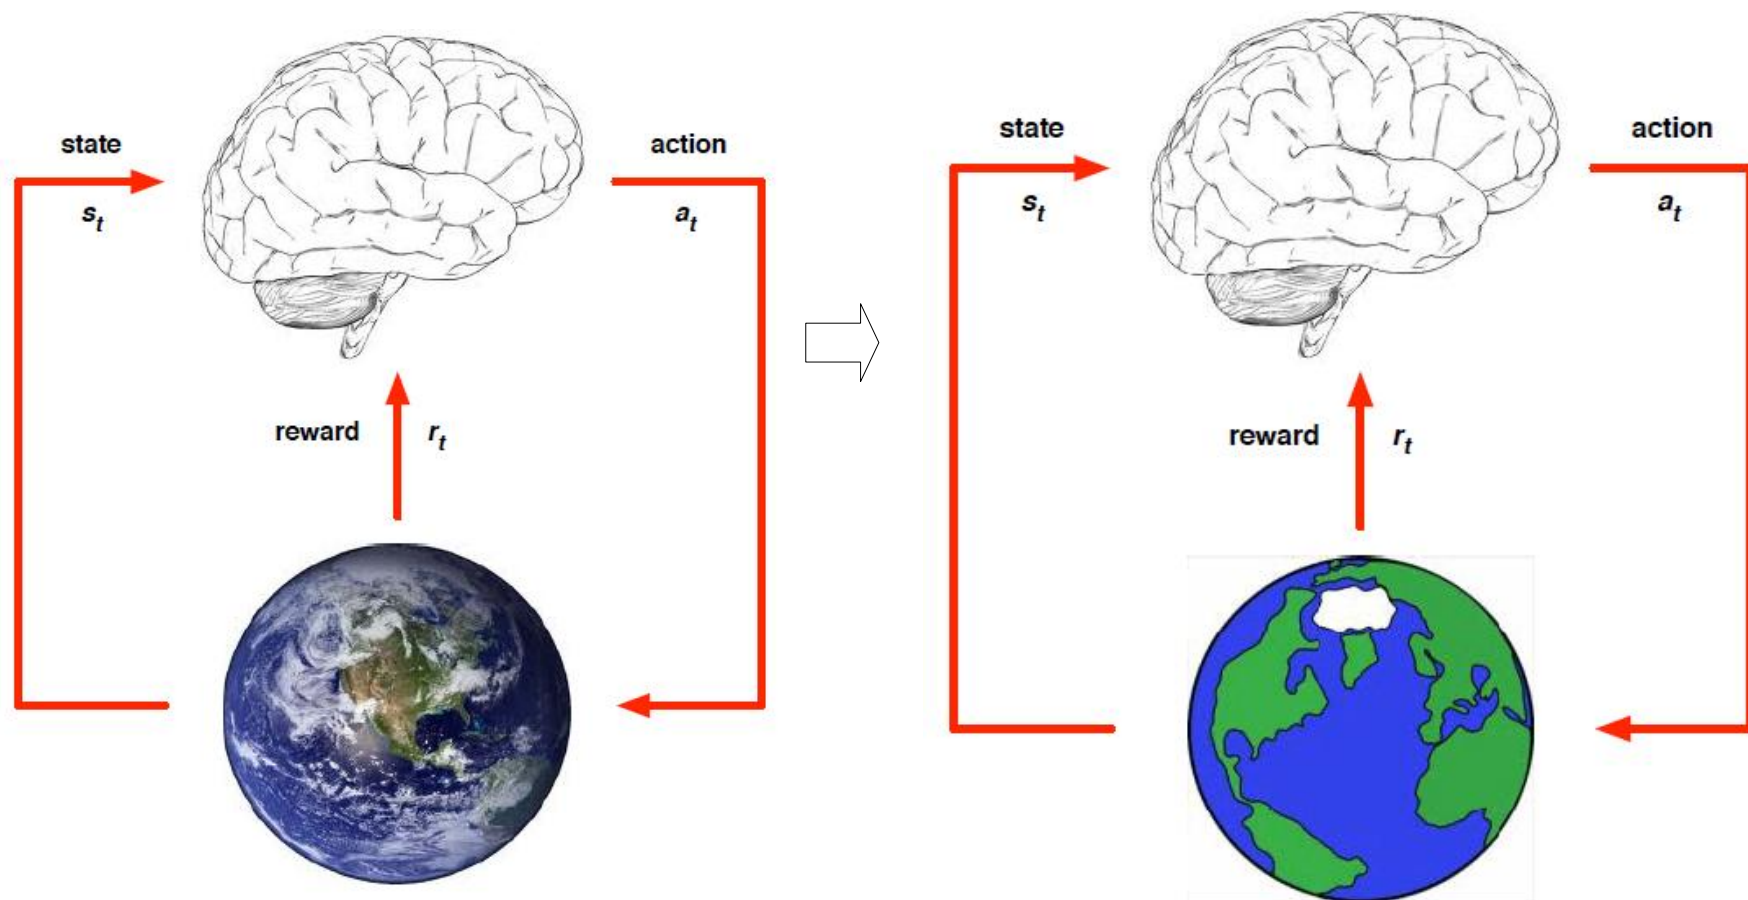 state
s_t
action
a_t
reward
r_t
state
s_t
action
a_t
reward
r_t